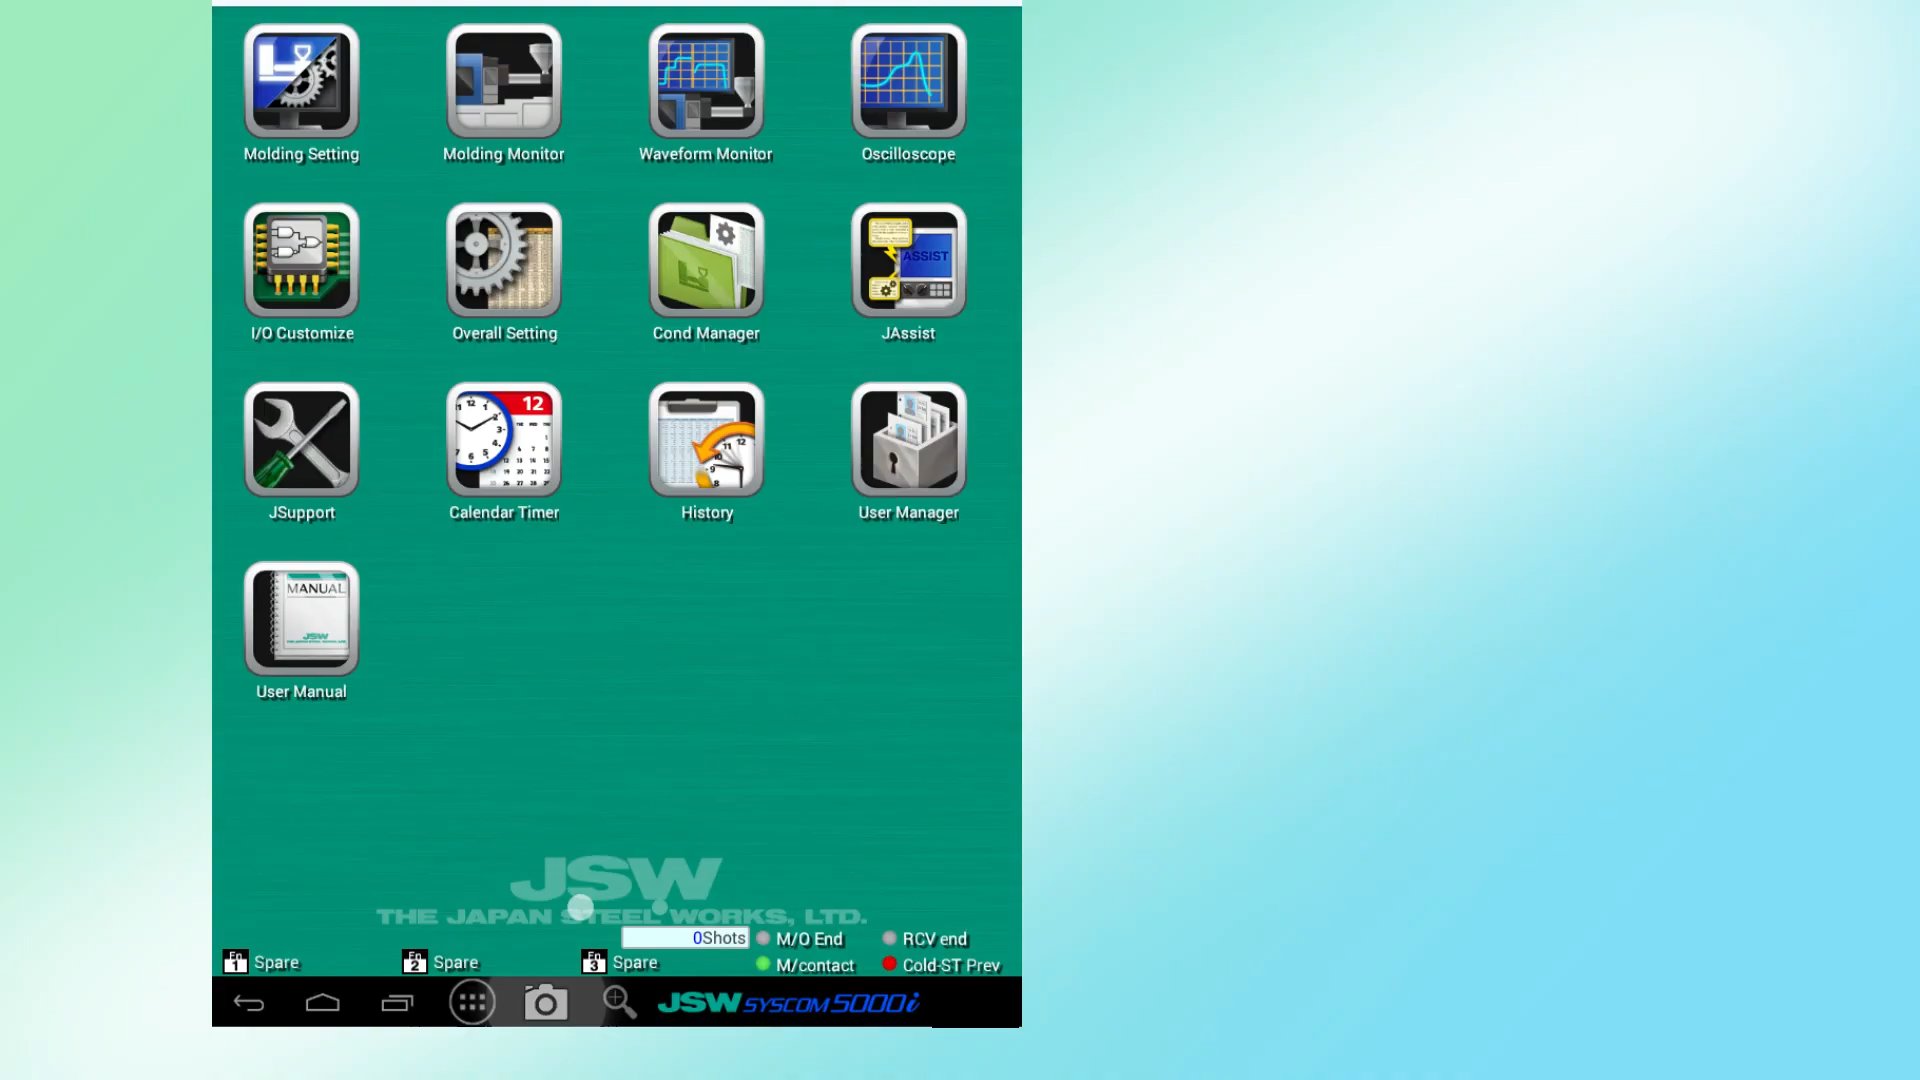 Molding Setting
Molding Monitor
Waveform Monitor
Oscilloscope
ASSIST
I/O Customize
Overall Setting
Cond Manager
JAssist
12
JSupport
Calendar Timer
History
User Manager
MANUAL
JSW
User Manual
JSW
THE JAPAN STEEL WORKS, LTD.
0Shots
M/O End
RCV end
Fn 1 Spare
Fn 2 Spare
Fn 3 Spare
M/contact
Cold-ST Prev
JSW SYSCOM 5000i